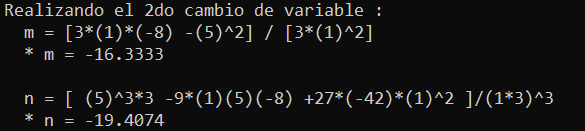 Realizando el 2do cambio de variable :
m = [3*(1)*(-8) -(5)^2] / [3*(1)^2]
* m = -16.3333
n = [ (5)^3*3 -9*(1)(5)(-8) +27*(-42)*(1)^2 ]/(1*3)^3
* n = -19.4074